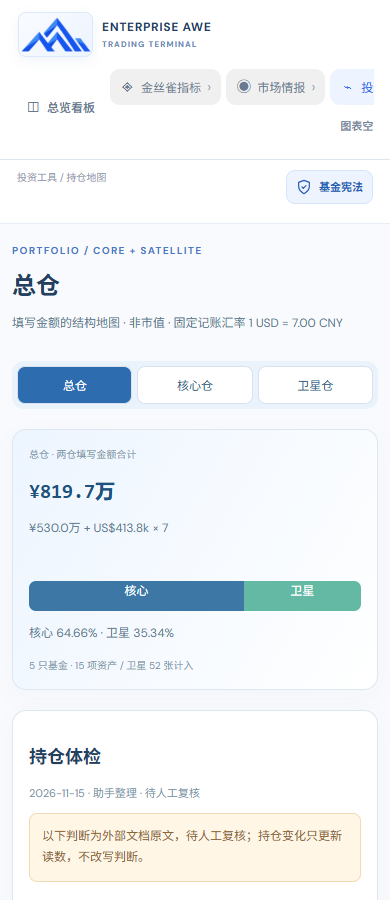 ENTERPRISE AWE
TRADING TERMINAL
总览看板
金丝雀指标 ›
市场情报 ›
投
图表空
投资工具 / 持仓地图
基金宪法
PORTFOLIO / CORE + SATELLITE
总仓
填写金额的结构地图 · 非市值 · 固定记账汇率 1 USD = 7.00 CNY
总仓
核心仓
卫星仓
总仓 · 两仓填写金额合计
¥819.7万
¥530.0万 + US$413.8k × 7
核心
卫星
核心 64.66% · 卫星 35.34%
5 只基金 · 15 项资产 / 卫星 52 张计入
持仓体检
2026-11-15 · 助手整理 · 待人工复核
以下判断为外部文档原文，待人工复核；持仓变化只更新
读数，不改写判断。